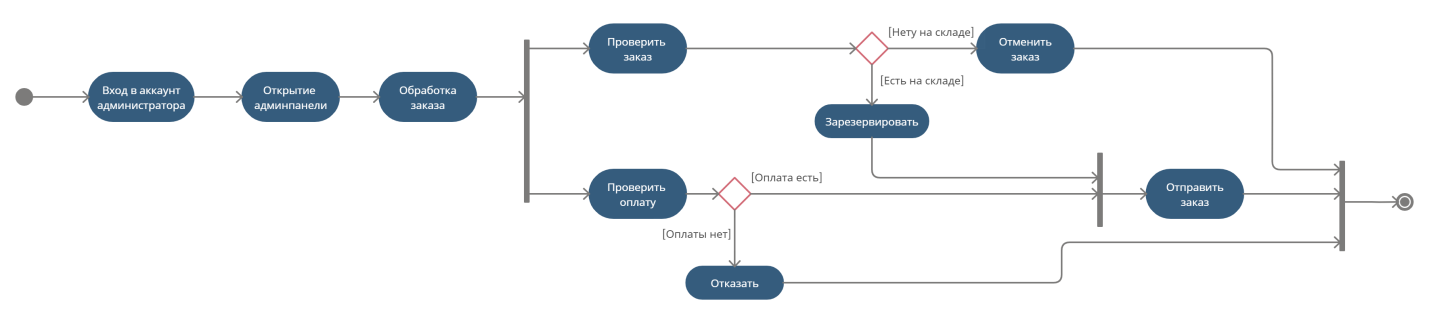 Вход в аккаунт
администратора
Открытие
админпанели
Обработка
заказа
Проверить
заказ
[Нету на складе]
Отменить
заказ
[Есть на складе]
Зарезервировать
Проверить
оплату
[Оплата есть]
Отправить
заказ
[Оплаты нет]
Отказать